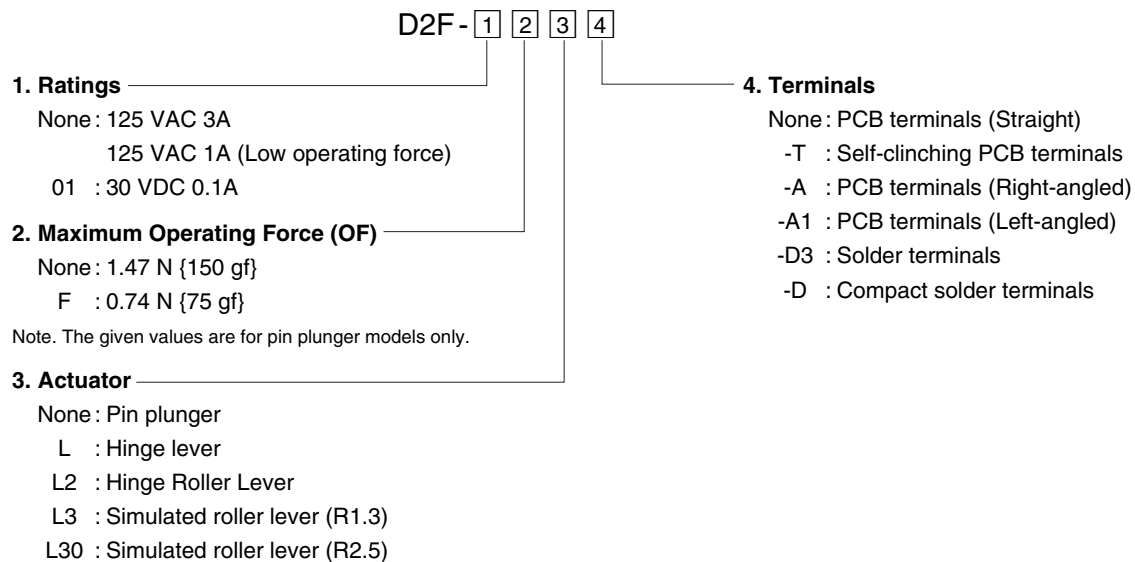 D2F - 1 2 3 4
1. Ratings
None : 125 VAC 3A
125 VAC 1A (Low operating force)
01 : 30 VDC 0.1A
2. Maximum Operating Force (OF)
None : 1.47 N {150 gf}
F : 0.74 N {75 gf}
Note. The given values are for pin plunger models only.
3. Actuator
None : Pin plunger
L : Hinge lever
L2 : Hinge Roller Lever
L3 : Simulated roller lever (R1.3)
L30 : Simulated roller lever (R2.5)
4. Terminals
None : PCB terminals (Straight)
-T : Self-clinching PCB terminals
-A : PCB terminals (Right-angled)
-A1 : PCB terminals (Left-angled)
-D3 : Solder terminals
-D : Compact solder terminals